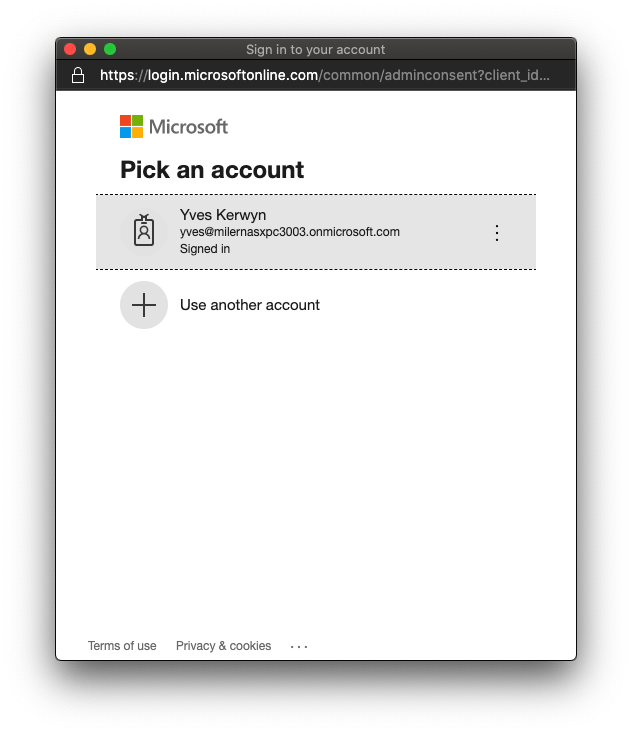 Sign in to your account
https://login.microsoftonline.com/common/adminconsent?client_id...
Microsoft
Pick an account
Yves Kerwyn
yves@milernasxpc3003.onmicrosoft.com
Signed in
Use another account
Terms of use Privacy & cookies ...